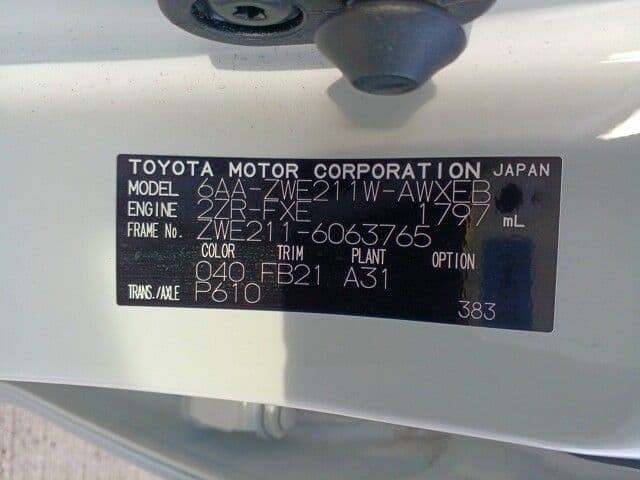 TOYOTA MOTOR CORPORATION JAPAN
MODEL 6AA-ZWE211W-AWXEB
ENGINE 2ZR-FXE 1797 mL
FRAME No. ZWE211-6063765
COLOR TRIM PLANT OPTION
040 FB21 A31
TRANS./AXLE P610
383